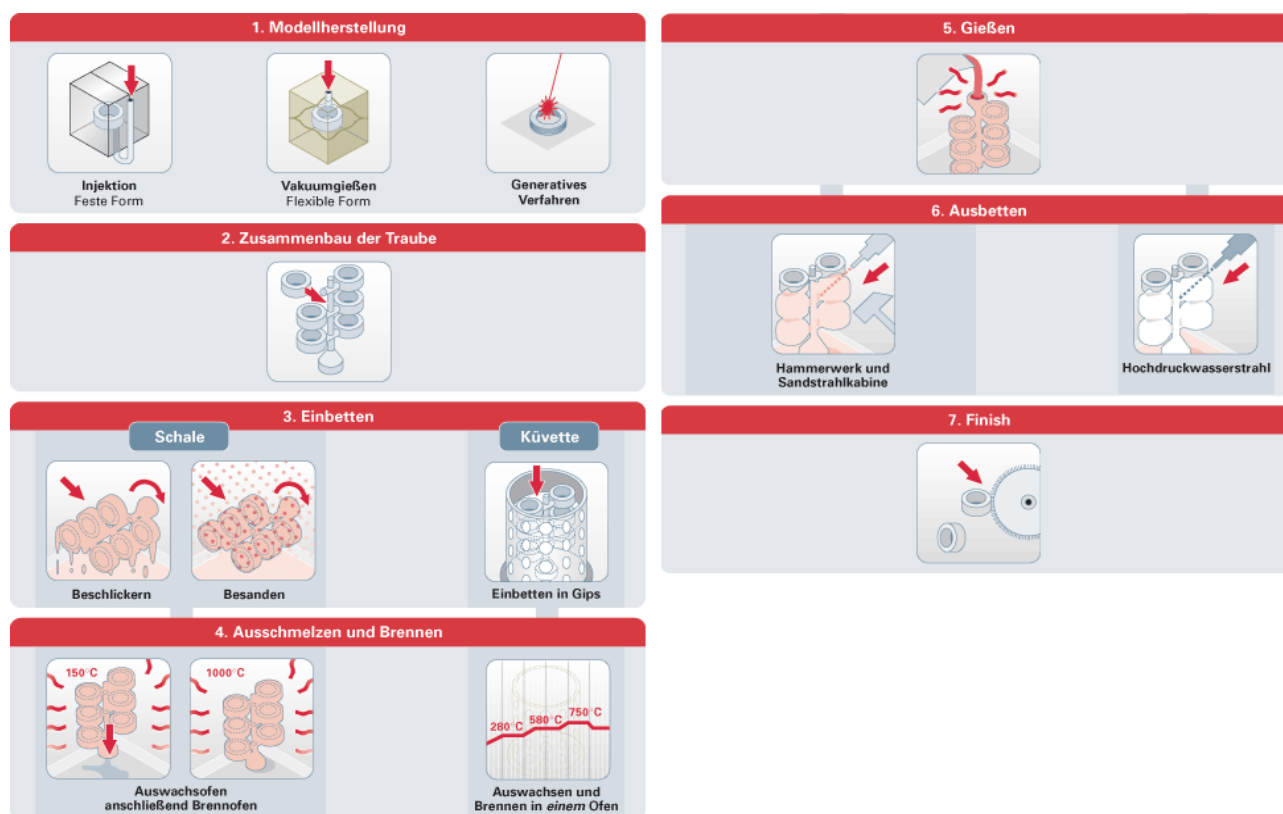 1. Modellherstellung
Injektion
Feste Form
Vakuumgießen
Flexible Form
Generatives
Verfahren
2. Zusammenbau der Traube
3. Einbetten
Schale
Küvette
Beschlickern
Besanden
Einbetten in Gips
4. Ausschmelzen und Brennen
150°C
1000°C
280°C 580°C 750°C
Auswachsofen
anschließend Brennofen
Auswachsen und
Brennen in einem Ofen
5. Gießen
6. Ausbetten
Hammerwerk und
Sandstrahlkabine
Hochdruckwasserstrahl
7. Finish